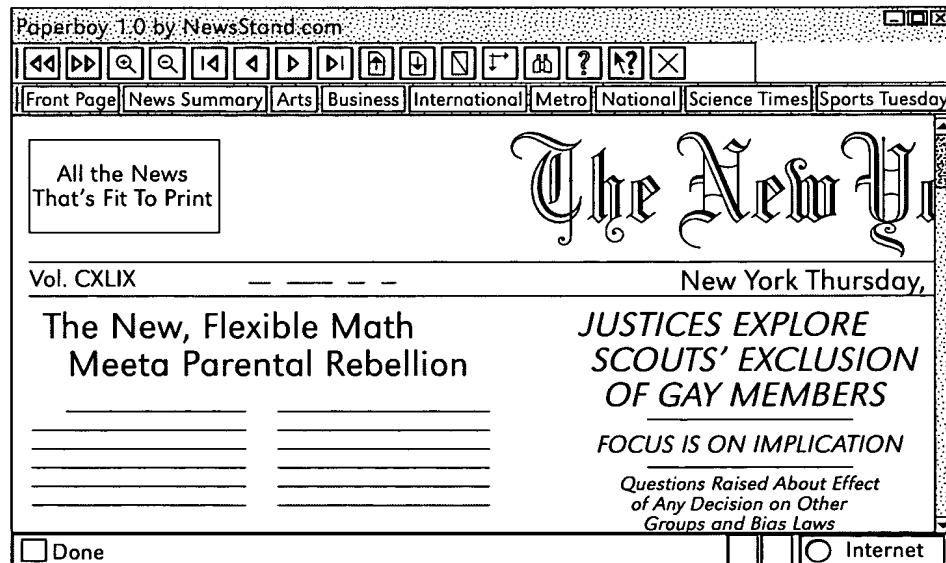 Paperboy 1.0 by NewsStand.com
Front Page News Summary Arts Business International Metro National Science Times Sports Tuesday
All the News
That's Fit To Print
The New Yo
Vol. CXLIX
New York Thursday,
The New, Flexible Math
Meeta Parental Rebellion
JUSTICES EXPLORE
SCOUTS' EXCLUSION
OF GAY MEMBERS
FOCUS IS ON IMPLICATION
Questions Raised About Effect
of Any Decision on Other
Groups and Bias Laws
Done
Internet